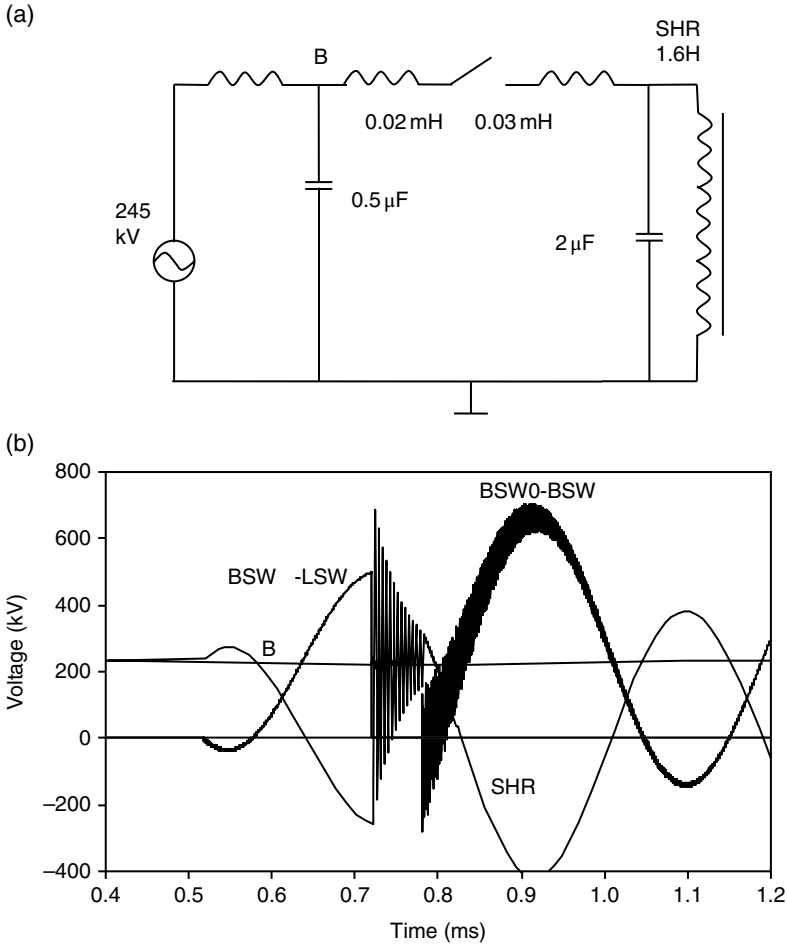 (a)
SHR
1.6H
B
0.02 mH
0.03 mH
0.5 μF
245
kV
2 μF
(b)
800
BSW0-BSW
600
BSW -LSW
400
B
200
0
SHR
–200
–400
0.4 0.5 0.6 0.7 0.8 0.9 1.0 1.1 1.2
Voltage (kV)
Time (ms)